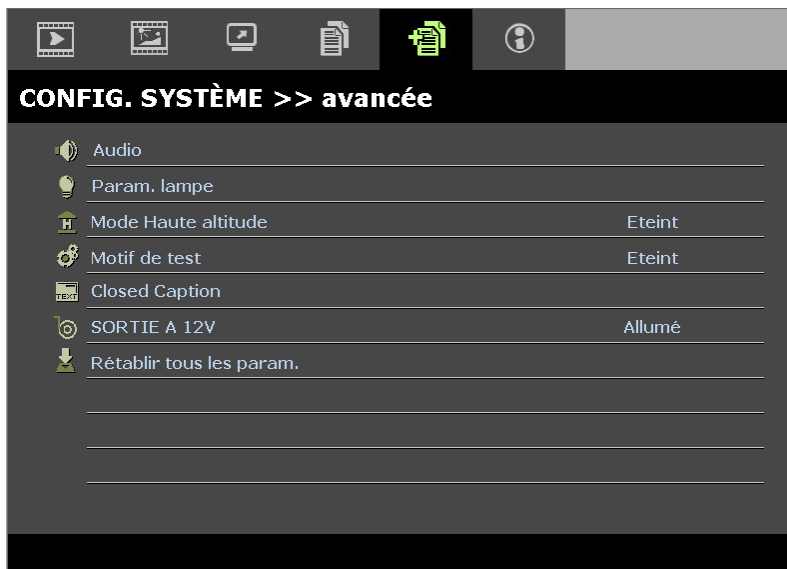 CONFIG. SYSTÈME >> avancée
Audio
Param. lampe
Mode Haute altitude Eteint
Motif de test Eteint
TEXT Closed Caption
SORTIE A 12V Allumé
Rétablir tous les param.